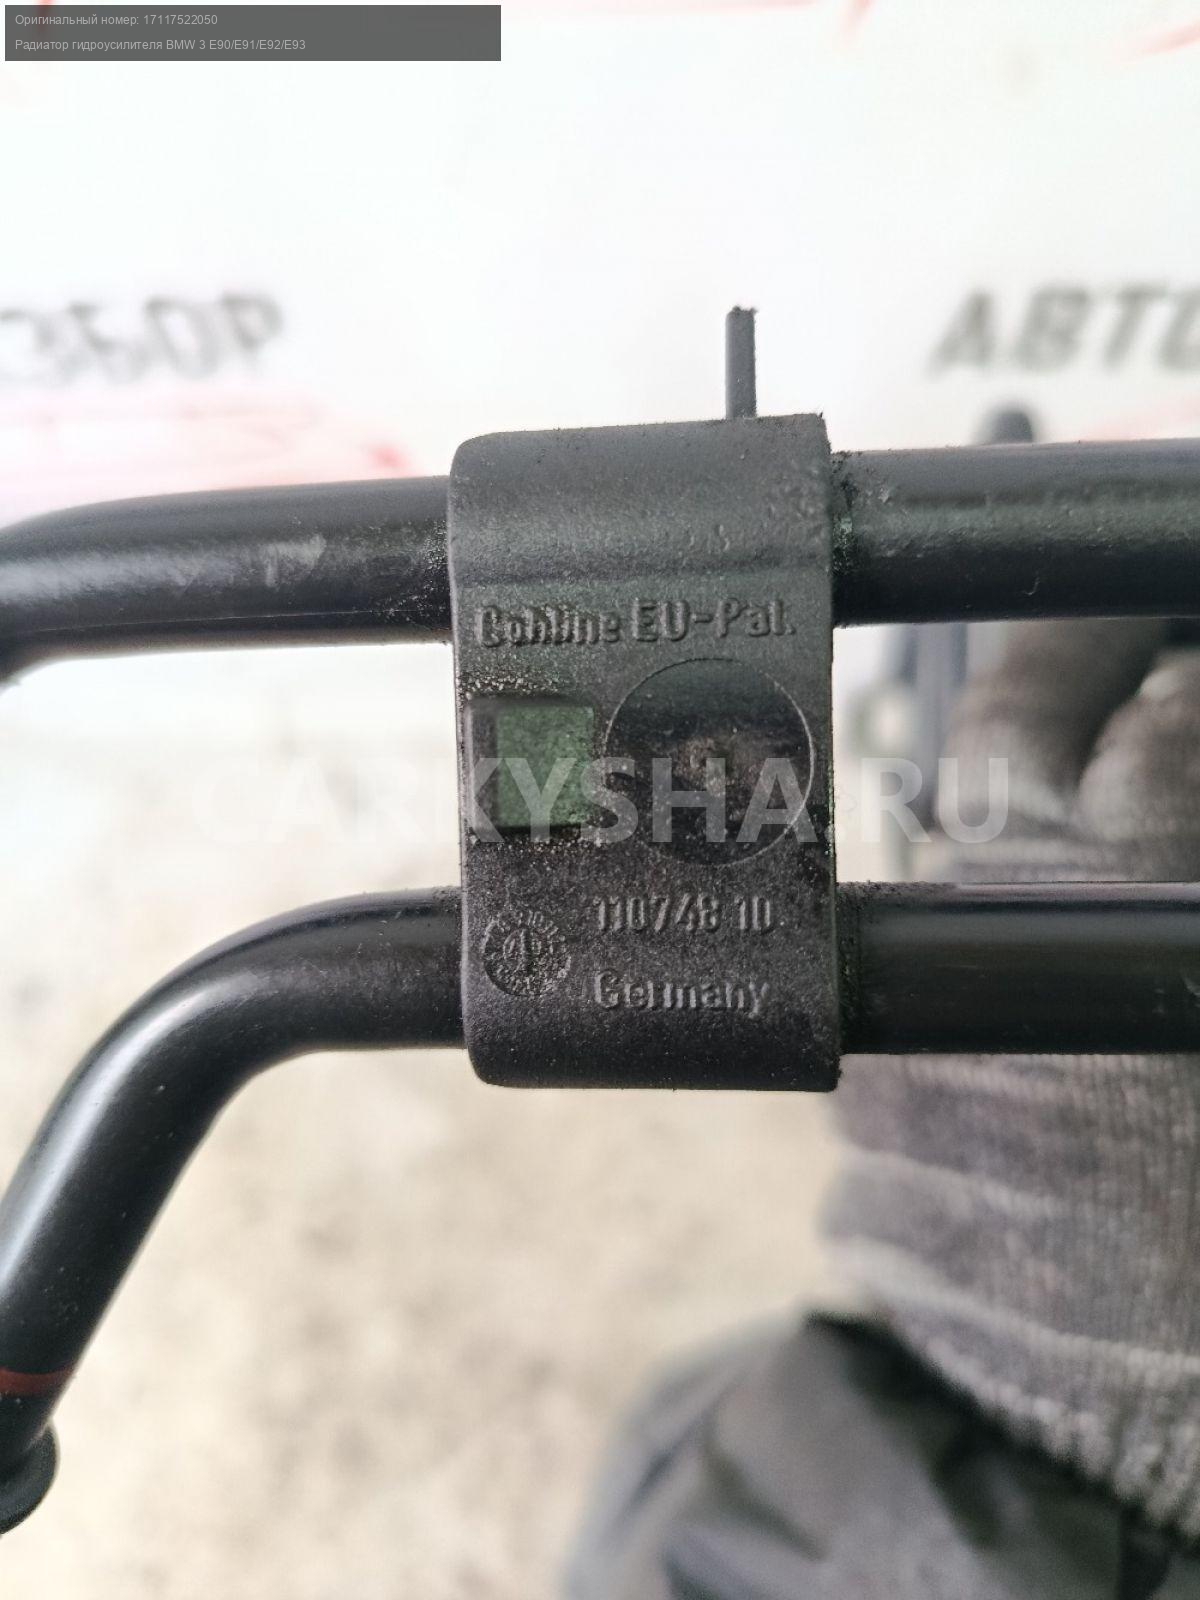 Оригинальный номер: 17117522050
Радиатор гидроусилителя BMW 3 E90/E91/E92/E93
Cohline EU-Pat.
CARKYSHA.RU
110748 10
Germany